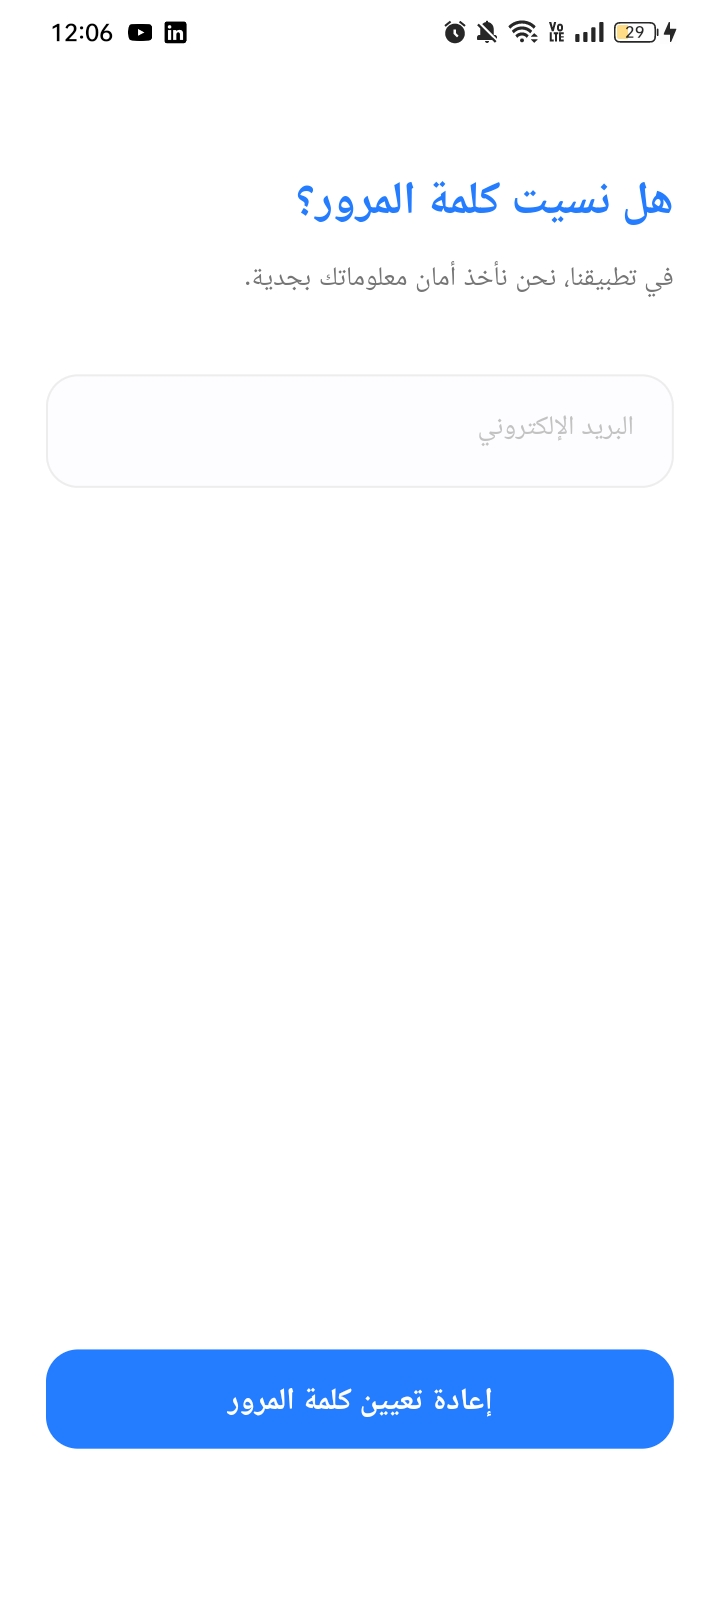 12:06
Vo LTE 29
هل نسيت كلمة المرور؟
في تطبيقنا، نحن نأخذ أمان معلوماتك بجدية.
البريد الإلكتروني
إعادة تعيين كلمة المرور